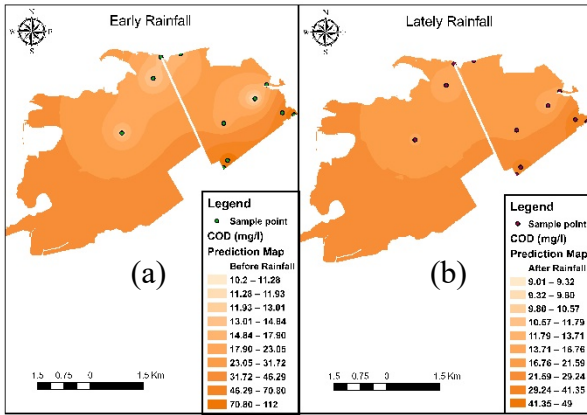 Early Rainfall
N
W
E
S
Legend
Sample point
COD (mg/l)
Prediction Map
Before Rainfall
10.2 – 11.28
11.28 – 11.93
11.93 – 13.01
13.01 – 14.84
14.84 – 17.90
17.90 – 23.05
23.05 – 31.72
31.72 – 46.29
46.29 – 70.80
70.80 – 112
(a)
1.5 0.75 0 1.5 Km
Lately Rainfall
N
W
E
S
Legend
Sample point
COD (mg/l)
Prediction Map
After Rainfall
9.01 – 9.32
9.32 – 9.80
9.80 – 10.57
10.57 – 11.79
11.79 – 13.71
13.71 – 16.76
16.76 – 21.59
21.59 – 29.24
29.24 – 41.35
41.35 – 49
(b)
1.5 0.75 0 1.5 Km